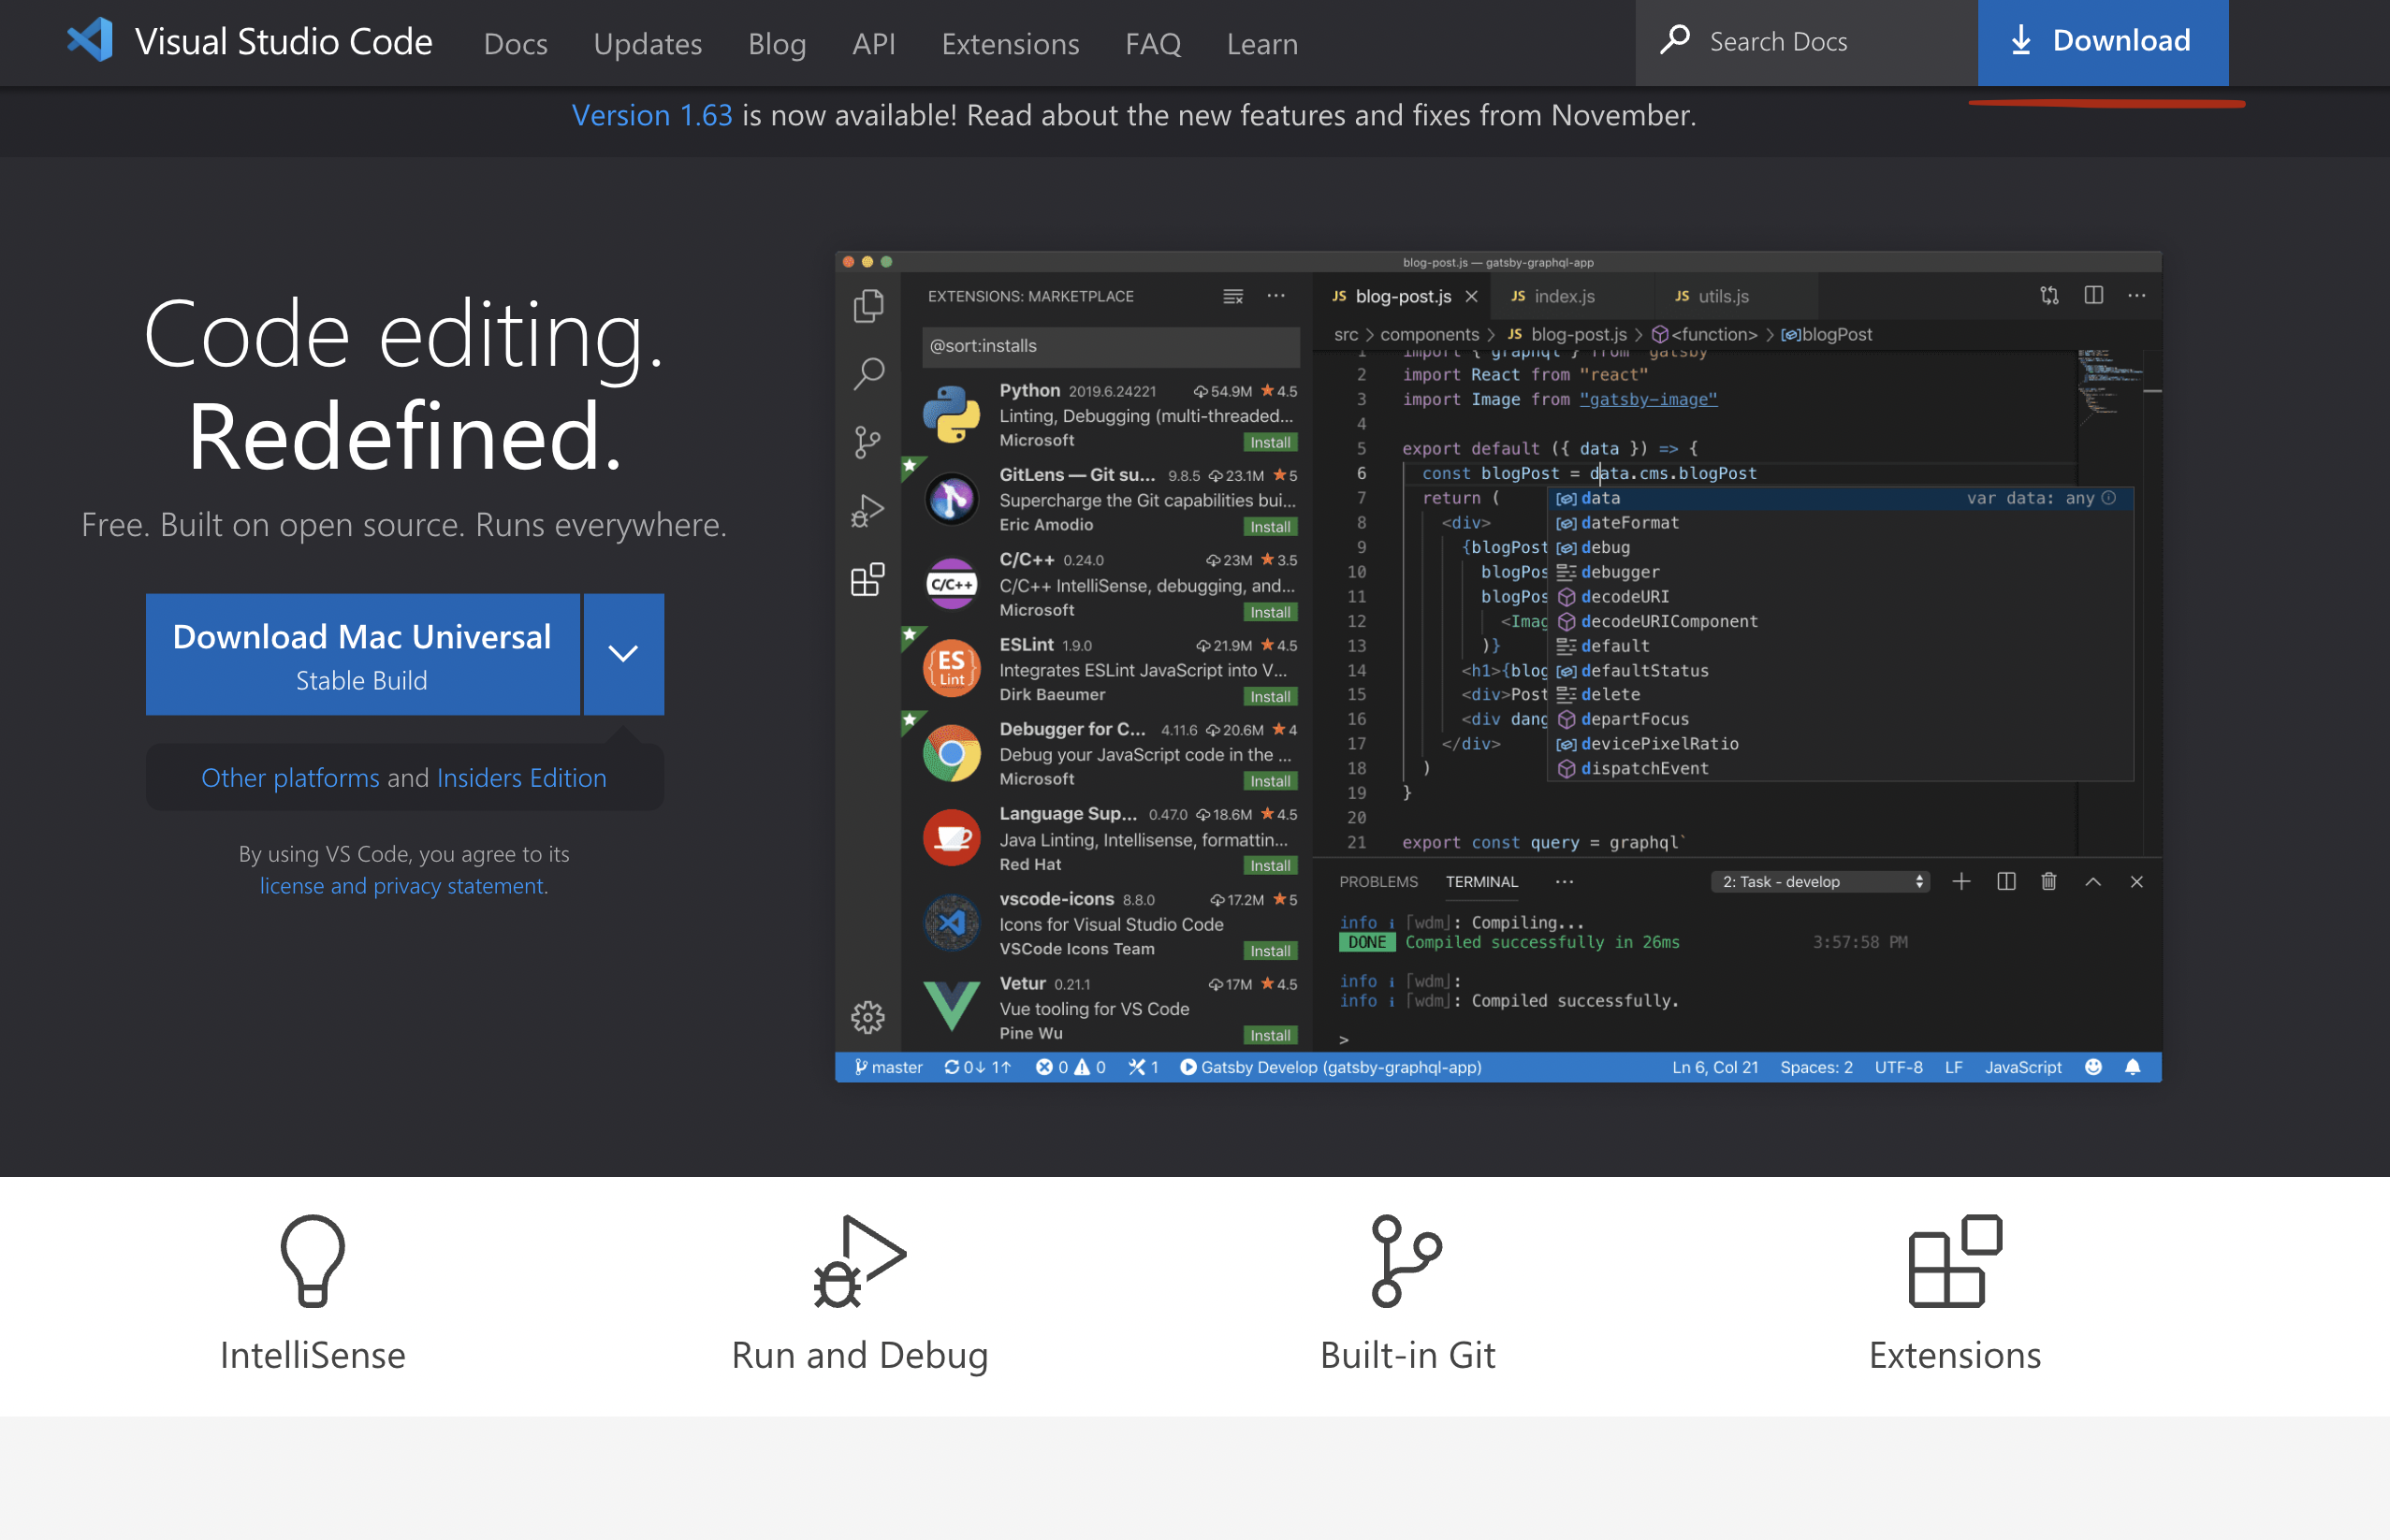 Visual Studio Code Docs Updates Blog API Extensions FAQ Learn Search Docs Download
Version 1.63 is now available! Read about the new features and fixes from November.
Code editing.
Redefined.
Free. Built on open source. Runs everywhere.
Download Mac Universal
Stable Build
Other platforms and Insiders Edition
By using VS Code, you agree to its
license and privacy statement.
blog-post.js — gatsby-graphql-app
EXTENSIONS: MARKETPLACE
@sort:installs
Python 2019.6.24221 54.9M 4.5
Linting, Debugging (multi-threaded...
Microsoft Install
GitLens — Git su... 9.8.5 23.1M 5
Supercharge the Git capabilities bui...
Eric Amodio Install
C/C++
C/C++ 0.24.0 23M 3.5
C/C++ IntelliSense, debugging, and...
Microsoft Install
ES
Lint
ESLint 1.9.0 21.9M 4.5
Integrates ESLint JavaScript into V...
Dirk Baeumer Install
Debugger for C... 4.11.6 20.6M 4
Debug your JavaScript code in the ...
Microsoft Install
Language Sup... 0.47.0 18.6M 4.5
Java Linting, Intellisense, formattin...
Red Hat Install
vscode-icons 8.8.0 17.2M 5
Icons for Visual Studio Code
VSCode Icons Team Install
Vetur 0.21.1 17M 4.5
Vue tooling for VS Code
Pine Wu Install
JS blog-post.js JS index.js JS utils.js
src > components > JS blog-post.js > <function> > blogPost
1 import { graphql } from "gatsby"
2 import React from "react"
3 import Image from "gatsby-image"
4
5 export default ({ data }) => {
6 const blogPost = data.cms.blogPost
7 return (
8 <div>
9 {blogPost
10 blogPos
11 blogPos
12 <Imag
13 )}
14 <h1>{blog
15 <div>Post
16 <div dang
17 </div>
18 )
19 }
20
21 export const query = graphql`
data var data: any
dateFormat
debug
debugger
decodeURI
decodeURIComponent
default
defaultStatus
delete
departFocus
devicePixelRatio
dispatchEvent
PROBLEMS TERMINAL ... 2: Task - develop
info i ｢wdm｣: Compiling...
DONE Compiled successfully in 26ms 3:57:58 PM
info i ｢wdm｣:
info i ｢wdm｣: Compiled successfully.
>
master 0↓ 1↑ 0 0 1 Gatsby Develop (gatsby-graphql-app) Ln 6, Col 21 Spaces: 2 UTF-8 LF JavaScript
IntelliSense Run and Debug Built-in Git Extensions